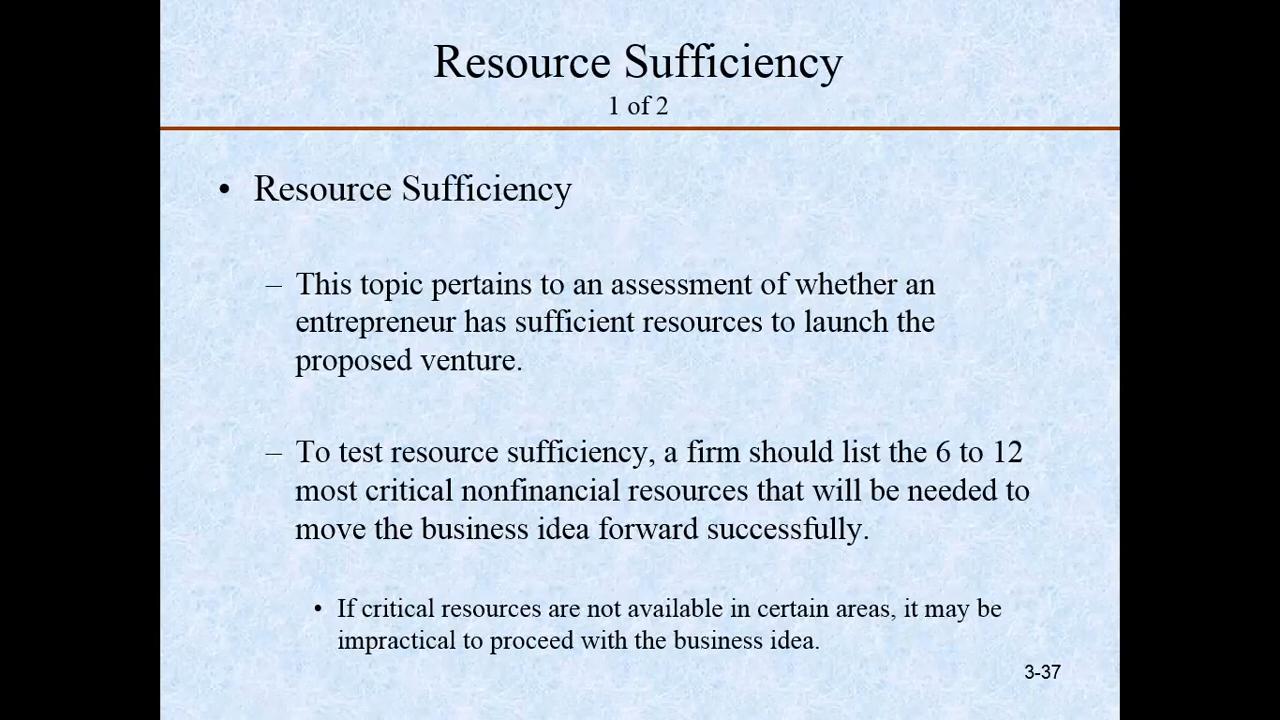 Resource Sufficiency
1 of 2
• Resource Sufficiency
– This topic pertains to an assessment of whether an
entrepreneur has sufficient resources to launch the
proposed venture.
– To test resource sufficiency, a firm should list the 6 to 12
most critical nonfinancial resources that will be needed to
move the business idea forward successfully.
• If critical resources are not available in certain areas, it may be
impractical to proceed with the business idea.
3-37